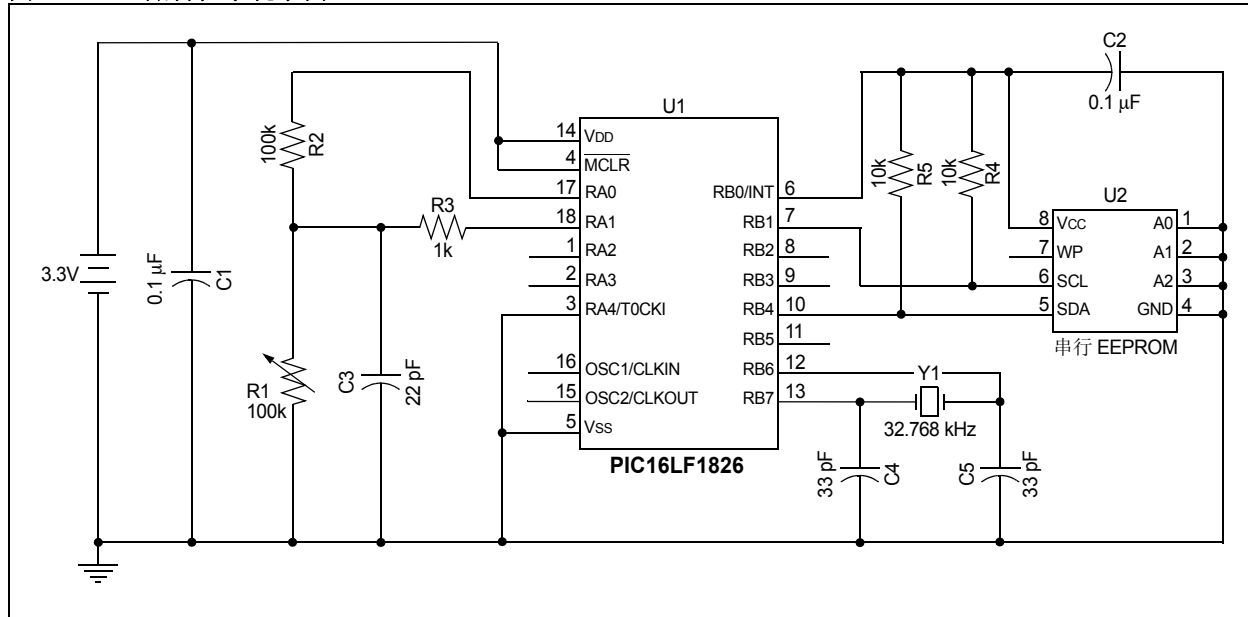 C2
0.1 µF
U1
100k
R2
14 VDD
4 MCLR
17 RA0
18 RA1
1 RA2
2 RA3
3 RA4/T0CKI
16 OSC1/CLKIN
15 OSC2/CLKOUT
5 VSS
RB0/INT 6
RB1 7
RB2 8
RB3 9
RB4 10
RB5 11
RB6 12
RB7 13
PIC16LF1826
R3
1k
3.3V
0.1 µF
C1
R1
100k
C3
22 pF
10k
R5
10k
R4
U2
8 VCC
7 WP
6 SCL
5 SDA
A0 1
A1 2
A2 3
GND 4
串行 EEPROM
Y1
32.768 kHz
33 pF
C4
C5
33 pF